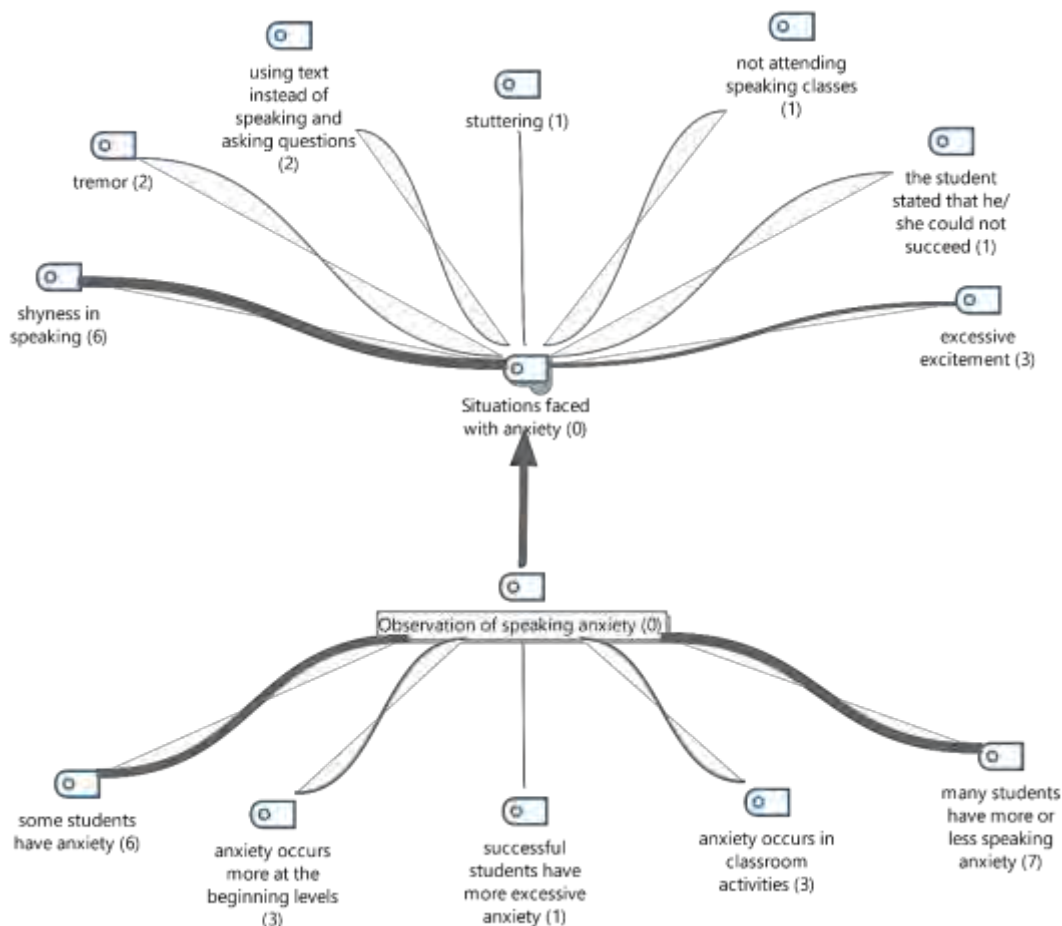 using text
instead of
speaking and
asking questions
(2)
not attending
speaking classes
(1)
stuttering (1)
tremor (2)
the student
stated that he/
she could not
succeed (1)
shyness in
speaking (6)
excessive
excitement (3)
Situations faced
with anxiety (0)
Observation of speaking anxiety (0)
some students
have anxiety (6)
anxiety occurs
more at the
beginning levels
(3)
successful
students have
more excessive
anxiety (1)
anxiety occurs in
classroom
activities (3)
many students
have more or
less speaking
anxiety (7)